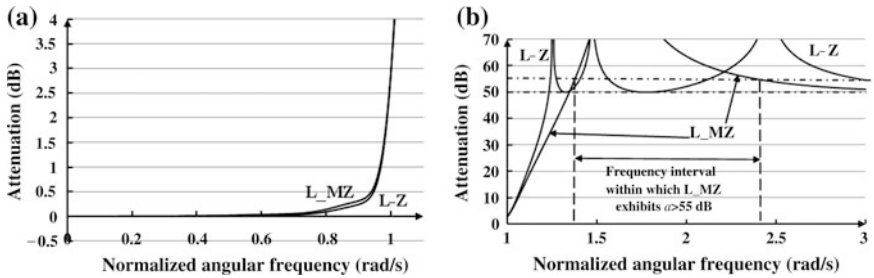 (a)
Attenuation (dB)
4
3.5
3
2.5
2
1.5
1
0.5
0
−0.5
0
0.2
0.4
0.6
0.8
1
L_MZ
L-Z
Normalized angular frequency (rad/s)
(b)
Attenuation (dB)
70
60
50
40
30
20
10
0
1
1.5
2
2.5
3
L-Z
L-Z
L_MZ
Frequency interval
within which L_MZ
exhibits a>55 dB
Normalized angular frequency (rad/s)